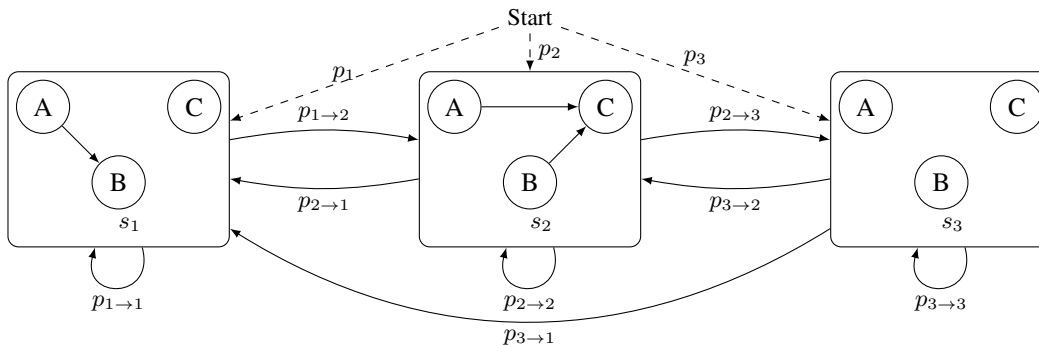 Start
p₁ p₂ p₃
A C A C A C
p₁→₂ p₂→₃
B B B
p₂→₁ p₃→₂
s₁ s₂ s₃
p₁→₁ p₂→₂ p₃→₃
p₃→₁